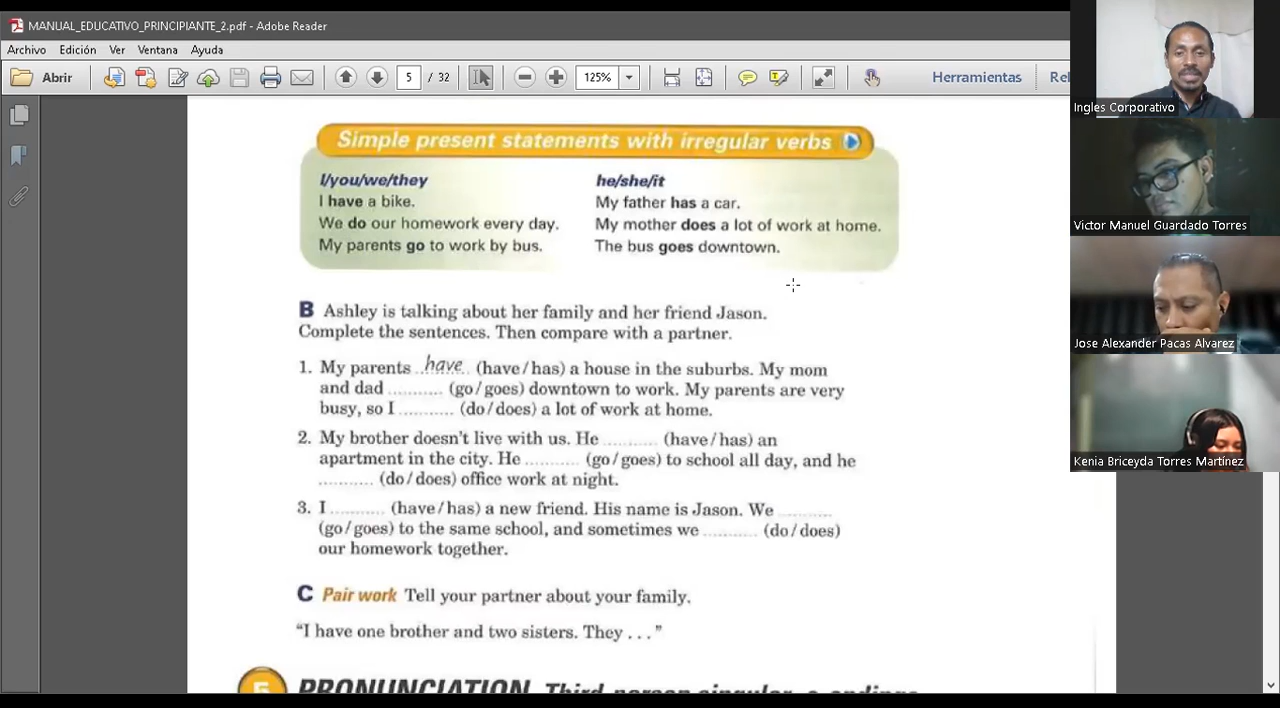 MANUAL_EDUCATIVO_PRINCIPIANTE_2.pdf - Adobe Reader
Archivo Edición Ver Ventana Ayuda
Abrir 5 / 32 125% Herramientas
Simple present statements with irregular verbs
I/you/we/they he/she/it
I have a bike. My father has a car.
We do our homework every day. My mother does a lot of work at home.
My parents go to work by bus. The bus goes downtown.
B Ashley is talking about her family and her friend Jason.
Complete the sentences. Then compare with a partner.
1. My parents ..have.. (have/has) a house in the suburbs. My mom
and dad .......... (go/goes) downtown to work. My parents are very
busy, so I .......... (do/does) a lot of work at home.
2. My brother doesn't live with us. He .......... (have/has) an
apartment in the city. He .......... (go/goes) to school all day, and he
.......... (do/does) office work at night.
3. I .......... (have/has) a new friend. His name is Jason. We ..........
(go/goes) to the same school, and sometimes we .......... (do/does)
our homework together.
C Pair work Tell your partner about your family.
"I have one brother and two sisters. They . . . "
Ingles Corporativo
Victor Manuel Guardado Torres
Jose Alexander Pacas Alvarez
Kenia Briceyda Torres Martínez